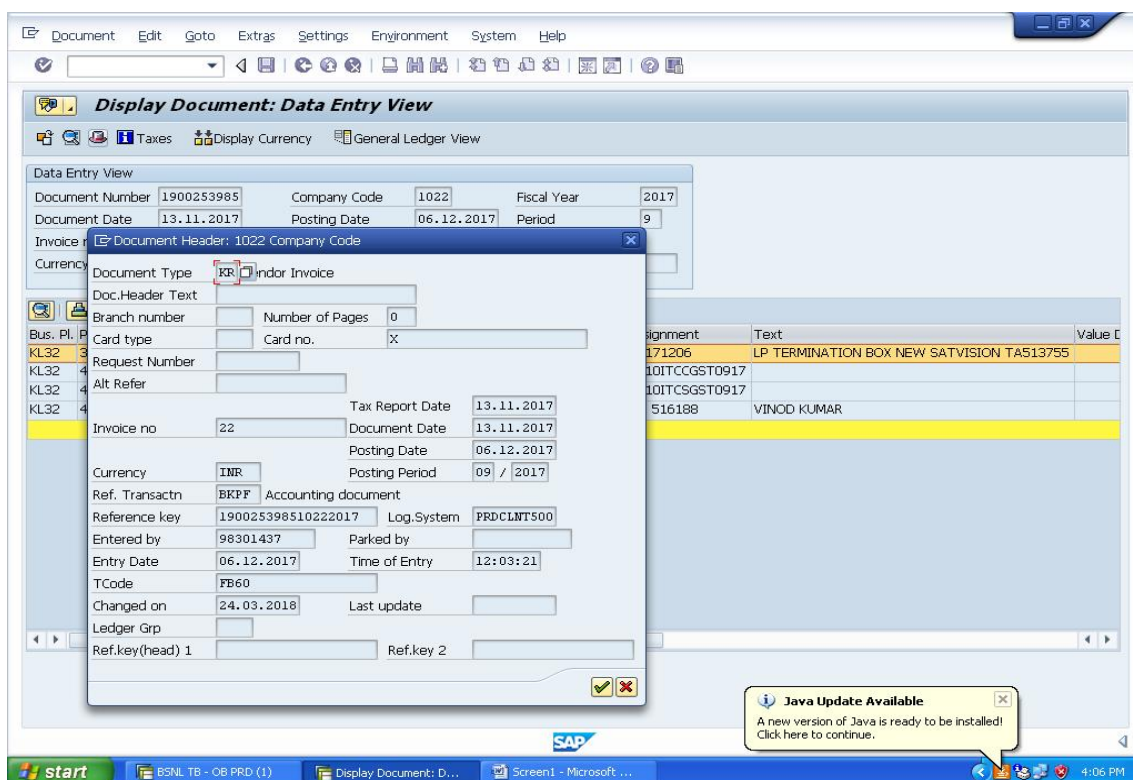 Document Edit Goto Extras Settings Environment System Help
Display Document: Data Entry View
Taxes Display Currency General Ledger View
Data Entry View
Document Number 1900253985 Company Code 1022 Fiscal Year 2017
Document Date 13.11.2017 Posting Date 06.12.2017 Period 9
Invoice
Currency
Document Header: 1022 Company Code
Document Type KR endor Invoice
Doc.Header Text
Branch number Number of Pages 0
Card type Card no. X
Request Number
Alt Refer
Tax Report Date 13.11.2017
Invoice no 22 Document Date 13.11.2017
Posting Date 06.12.2017
Currency INR Posting Period 09 / 2017
Ref. Transactn BKPF Accounting document
Reference key 190025398510222017 Log.System PRDCLNT500
Entered by 98301437 Parked by
Entry Date 06.12.2017 Time of Entry 12:03:21
TCode FB60
Changed on 24.03.2018 Last update
Ledger Grp
Ref.key(head) 1 Ref.key 2
Bus. Pl. P signment Text Value D
KL32 3 171206 LP TERMINATION BOX NEW SATVISION TA513755
KL32 4 10ITCCGST0917
KL32 4 10ITCSGST0917
KL32 4 516188 VINOD KUMAR
Java Update Available
A new version of Java is ready to be installed!
Click here to continue.
SAP
start BSNL TB - OB PRD (1) Display Document: D... Screen1 - Microsoft ... 4:06 PM